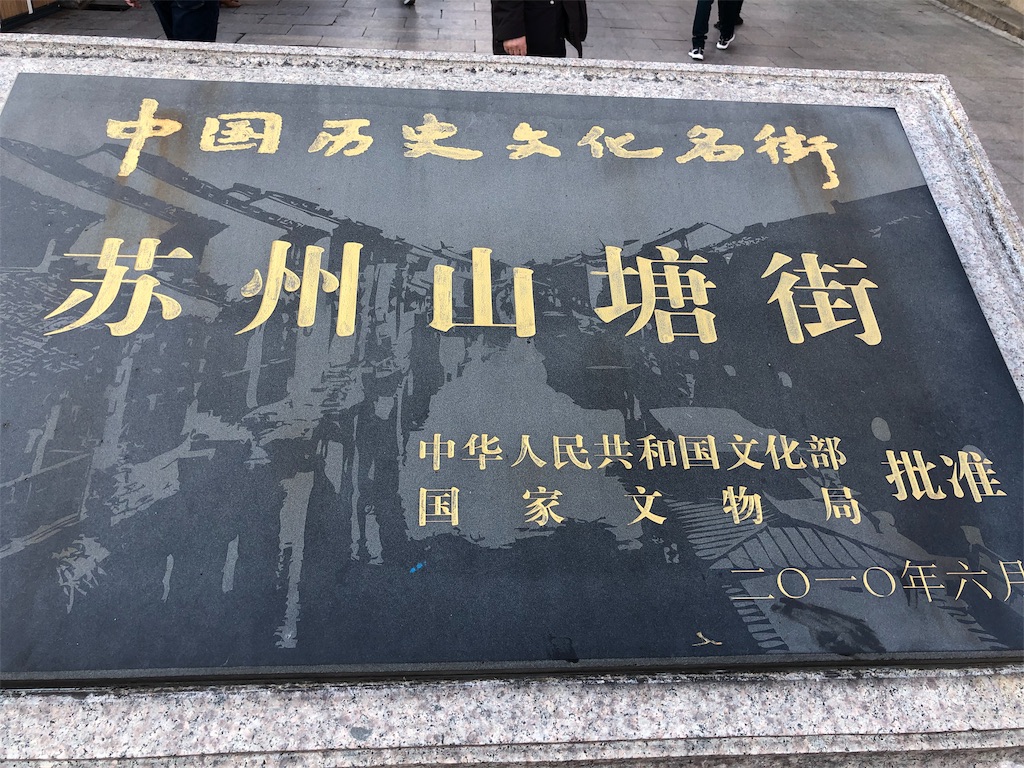 中国历史文化名街
苏州山塘街
中华人民共和国文化部
国家文物局
批准
二〇一〇年六月